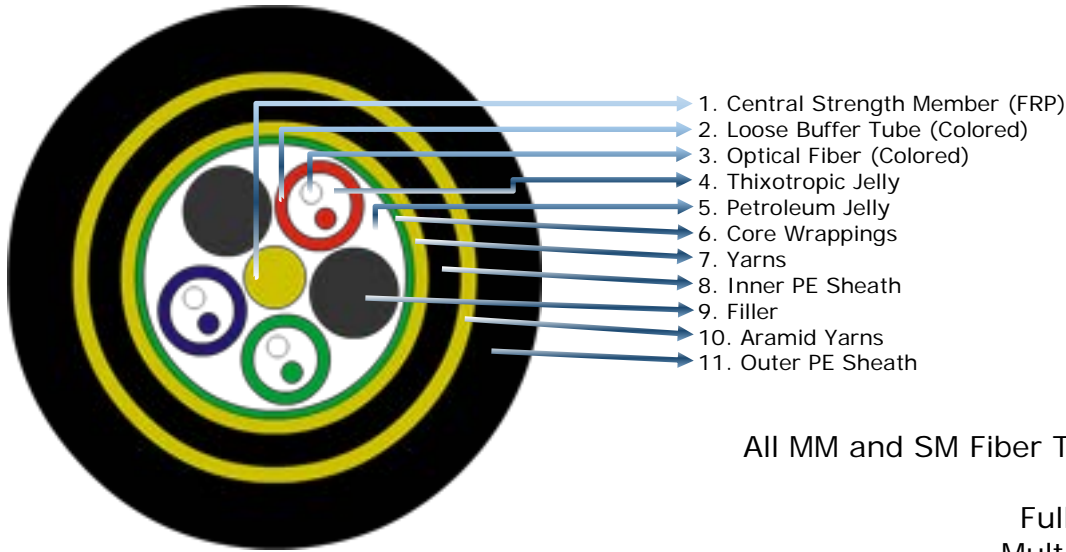 1. Central Strength Member (FRP)
2. Loose Buffer Tube (Colored)
3. Optical Fiber (Colored)
4. Thixotropic Jelly
5. Petroleum Jelly
6. Core Wrappings
7. Yarns
8. Inner PE Sheath
9. Filler
10. Aramid Yarns
11. Outer PE Sheath
All MM and SM Fiber T
Full